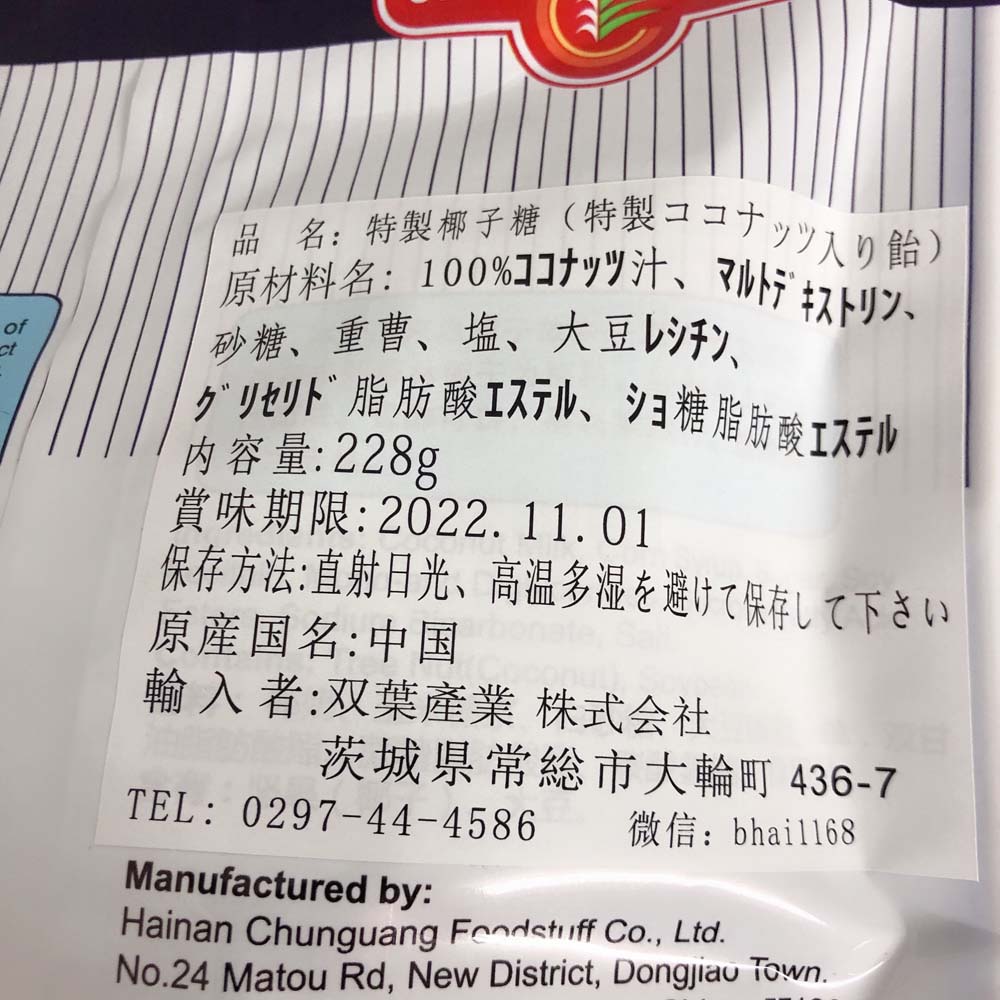 of
ct
品　名: 特製椰子糖（特製ココナッツ入り飴）
原材料名: 100%ココナッツ汁、マルトデキストリン、
砂糖、重曹、塩、大豆レシチン、
グリセリド脂肪酸エステル、ショ糖脂肪酸エステル
内容量:228g
賞味期限:2022.11.01
保存方法:直射日光、高温多湿を避けて保存して下さい
原産国名:中国
輸入者:双葉產業 株式会社
茨城県常総市大輪町 436-7
TEL: 0297-44-4586 微信: bhai1168
Manufactured by:
Hainan Chunguang Foodstuff Co., Ltd.
No.24 Matou Rd, New District, Dongjiao Town.